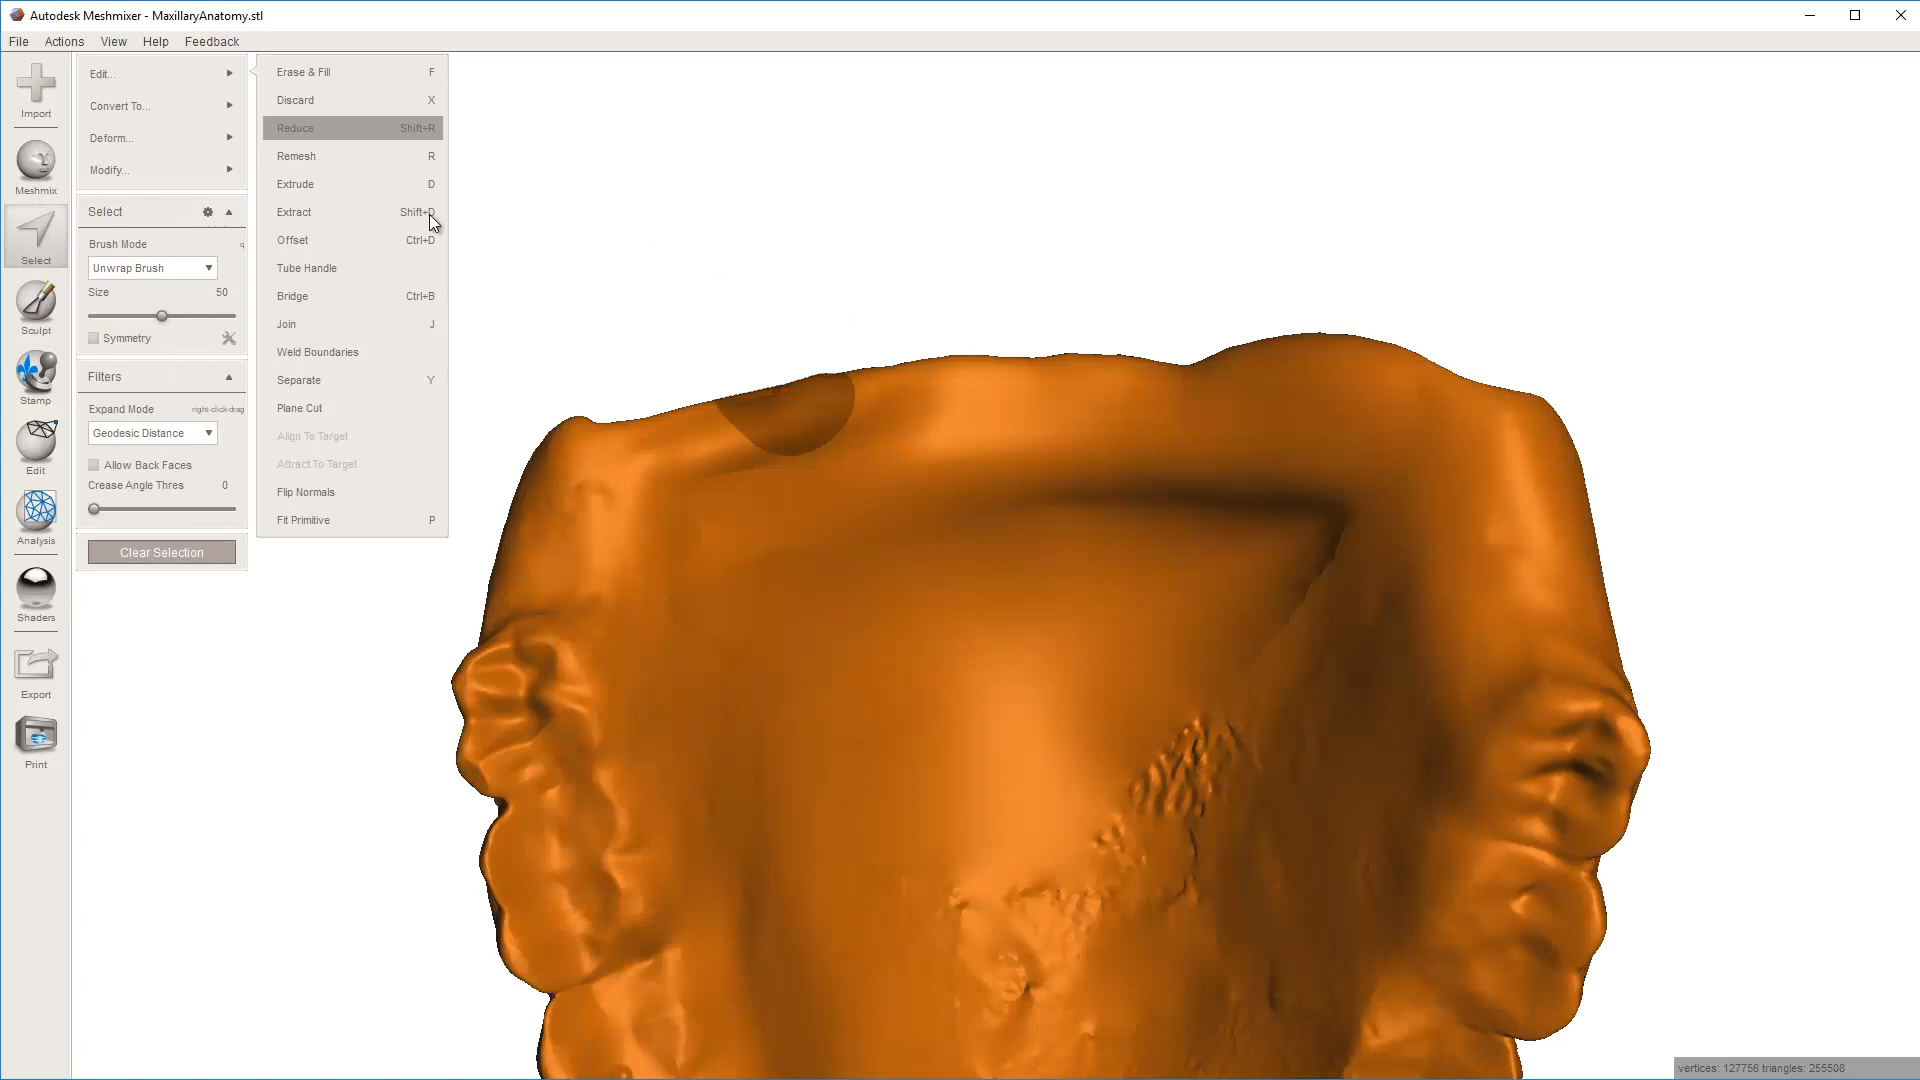 Autodesk Meshmixer - MaxillaryAnatomy.stl
File Actions View Help Feedback
Import
Meshmix
Select
Sculpt
Stamp
Edit
Analysis
Shaders
Export
Print
Edit...
Convert To...
Deform...
Modify...
Select
Brush Mode q
Unwrap Brush
Size 50
Symmetry
Filters
Expand Mode right-click-drag
Geodesic Distance
Allow Back Faces
Crease Angle Thres 0
Clear Selection
Erase & Fill F
Discard X
Reduce Shift+R
Remesh R
Extrude D
Extract Shift+D
Offset Ctrl+D
Tube Handle
Bridge Ctrl+B
Join J
Weld Boundaries
Separate Y
Plane Cut
Align To Target
Attract To Target
Flip Normals
Fit Primitive P
vertices: 127756 triangles: 255508